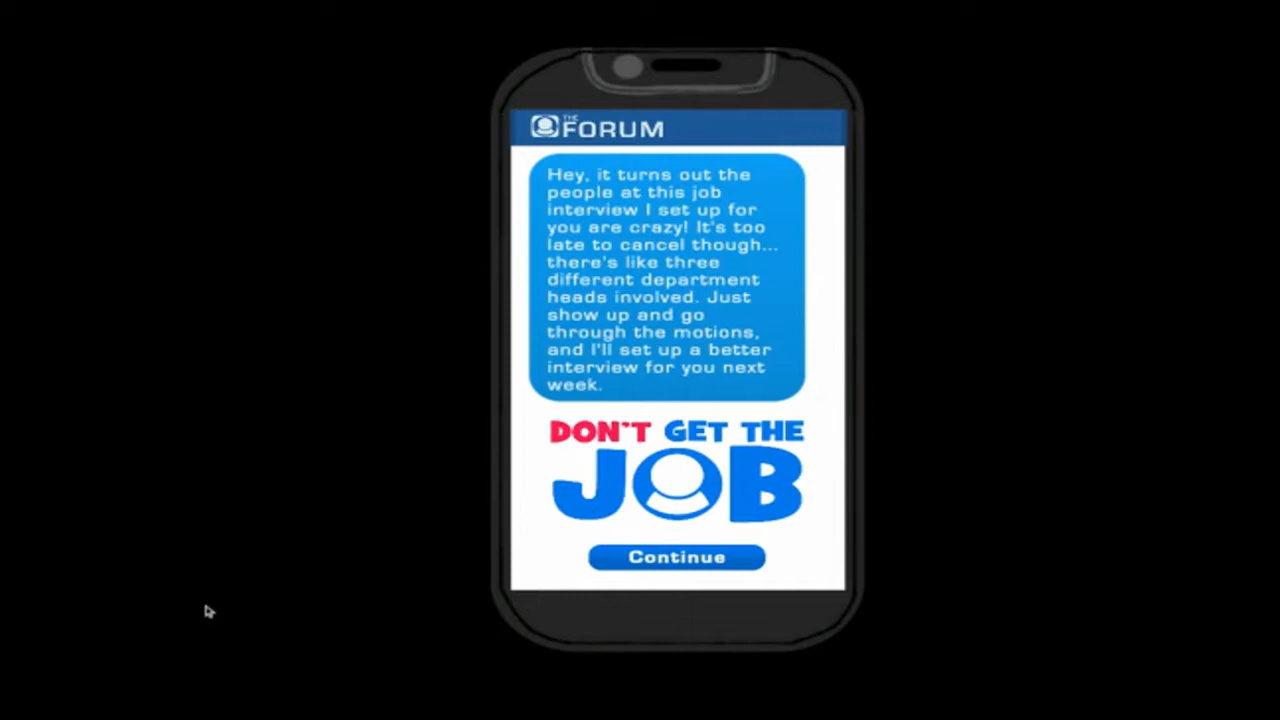 THE
FORUM
Hey, it turns out the
people at this job
interview I set up for
you are crazy! It's too
late to cancel though...
there's like three
different department
heads involved. Just
show up and go
through the motions,
and I'll set up a better
interview for you next
week.
DON'T GET THE
JOB
Continue